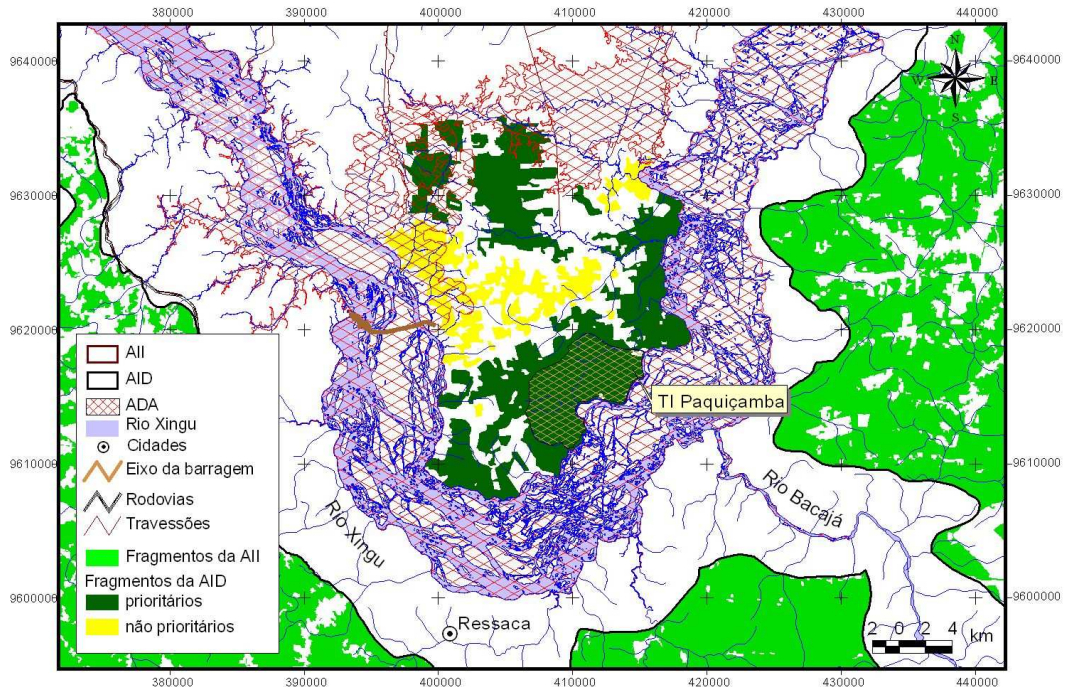 380000 390000 400000 410000 420000 430000 440000
9640000 9640000
N
W E
S
9630000 9630000
9620000 9620000
AII
AID
ADA
Rio Xingu
Cidades
Eixo da barragem
Rodovias
Travessões
Fragmentos da AII
Fragmentos da AID
prioritários
não prioritários
TI Paquiçamba
9610000 9610000
Rio Bacajá
Rio Xingu
9600000 9600000
Ressaca
2 0 2 4 km
380000 390000 400000 410000 420000 430000 440000